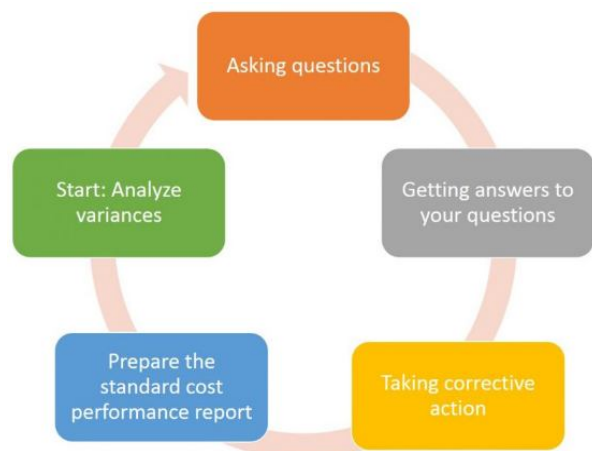 Asking questions
Getting answers to
your questions
Taking corrective
action
Prepare the
standard cost
performance report
Start: Analyze
variances